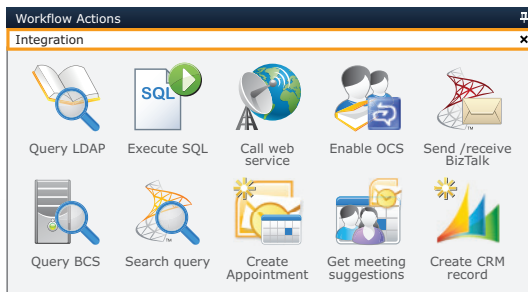 Workflow Actions
Integration
SQL
Query LDAP
Execute SQL
Call web
service
Enable OCS
Send /receive
BizTalk
Query BCS
Search query
Create
Appointment
Get meeting
suggestions
Create CRM
record